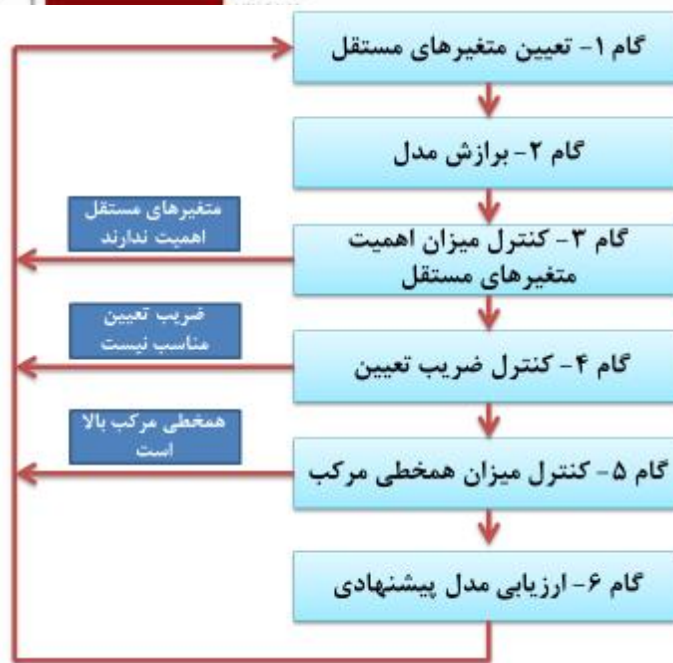 گام ۱- تعیین متغیرهای مستقل
گام ۲- برازش مدل
متغیرهای مستقل
اهمیت ندارند
گام ۳- کنترل میزان اهمیت
متغیرهای مستقل
ضریب تعیین
مناسب نیست
گام ۴- کنترل ضریب تعیین
همخطی مرکب بالا
است
گام ۵- کنترل میزان همخطی مرکب
گام ۶- ارزیابی مدل پیشنهادی